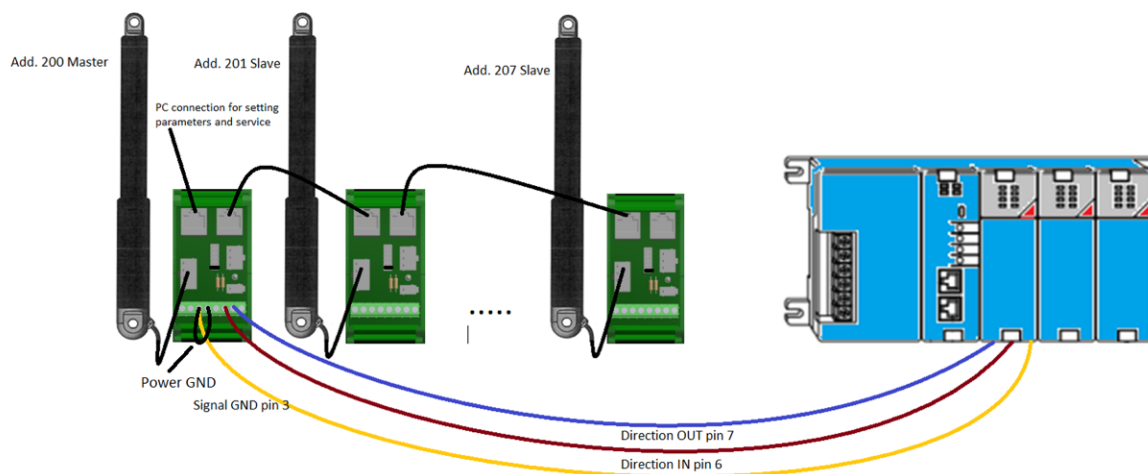 Add. 200 Master
Add. 201 Slave
Add. 207 Slave
PC connection for setting
parameters and service
.....
Power GND
Signal GND pin 3
Direction OUT pin 7
Direction IN pin 6